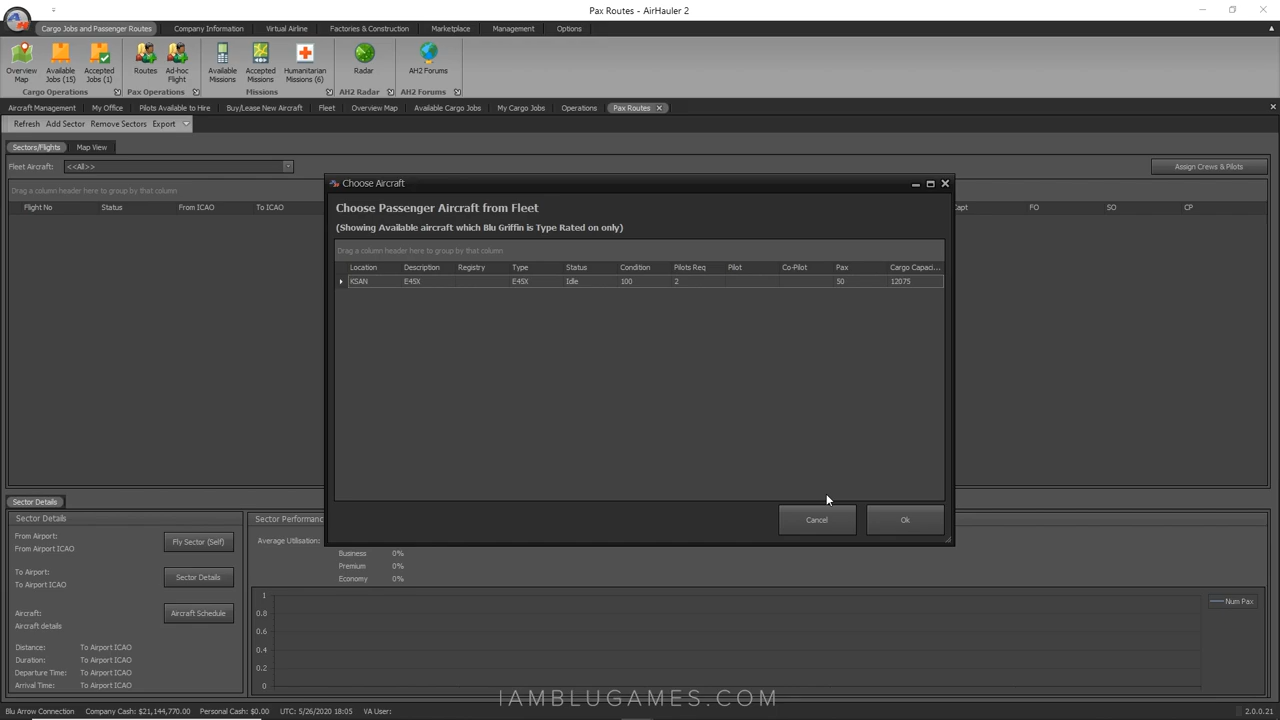 Pax Routes - AirHauler 2
Cargo Jobs and Passenger Routes Company Information Virtual Airline Factories & Construction Marketplace Management Options
Overview Map Available Jobs (15) Accepted Jobs (1) Routes Ad-hoc Flight Available Missions Accepted Missions Humanitarian Missions (6) Radar AH2 Forums
Cargo Operations Pax Operations Missions AH2 Radar AH2 Forums
Aircraft Management My Office Pilots Available to Hire Buy/Lease New Aircraft Fleet Overview Map Available Cargo Jobs My Cargo Jobs Operations Pax Routes
Refresh Add Sector Remove Sectors Export
Sectors/Flights Map View
Fleet Aircraft: <<All>> Assign Crews & Pilots
Drag a column header here to group by that column
Flight No Status From ICAO To ICAO Capt FO SO CP
Choose Aircraft
Choose Passenger Aircraft from Fleet
(Showing Available aircraft which Blu Griffin is Type Rated on only)
Drag a column header here to group by that column
Location Description Registry Type Status Condition Pilots Req Pilot Co-Pilot Pax Cargo Capaci...
KSAN E45X E45X Idle 100 2 50 12075
Cancel Ok
Sector Details
Sector Details
From Airport:
From Airport ICAO
Fly Sector (Self)
To Airport:
To Airport ICAO
Sector Details
Aircraft:
Aircraft details
Aircraft Schedule
Distance: To Airport ICAO
Duration: To Airport ICAO
Departure Time: To Airport ICAO
Arrival Time: To Airport ICAO
Sector Performance
Average Utilisation:
Business 0%
Premium 0%
Economy 0%
1
0.8
0.6
0.4
0.2
0
Num Pax
IAMBLUGAMES.COM
Blu Arrow Connection Company Cash: $21,144,770.00 Personal Cash: $0.00 UTC: 5/26/2020 18:05 VA User: 2.0.0.21